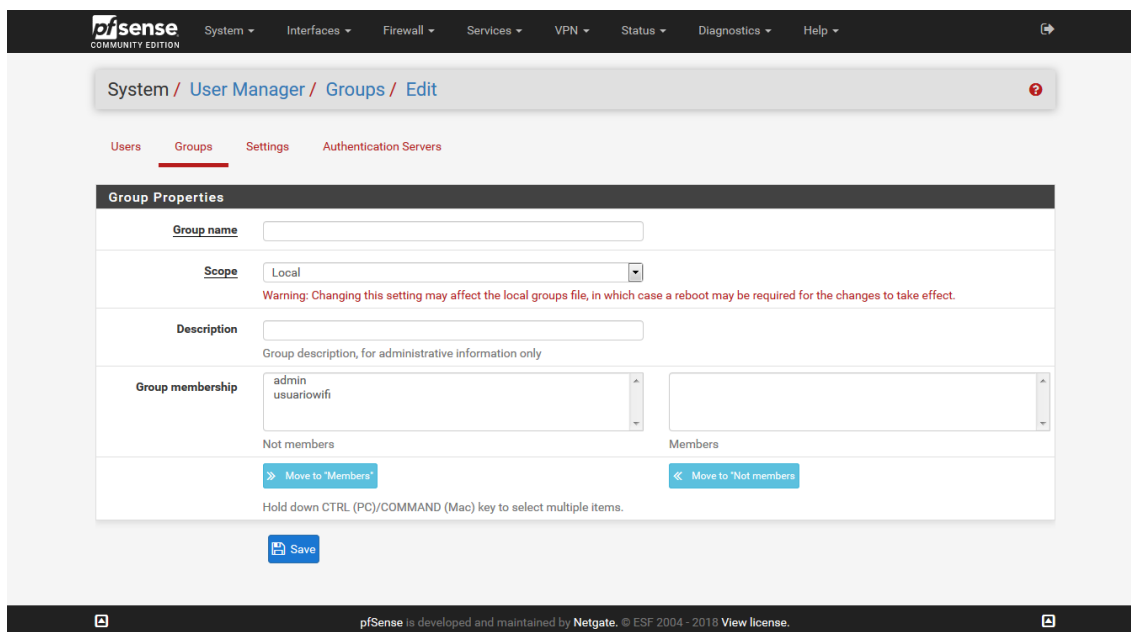 pfsense
COMMUNITY EDITION
System Interfaces Firewall Services VPN Status Diagnostics Help
System / User Manager / Groups / Edit
Users Groups Settings Authentication Servers
Group Properties
Group name
Scope Local
Warning: Changing this setting may affect the local groups file, in which case a reboot may be required for the changes to take effect.
Description
Group description, for administrative information only
Group membership
admin
usuariowifi
Not members Members
Move to "Members" Move to "Not members
Hold down CTRL (PC)/COMMAND (Mac) key to select multiple items.
Save
pfSense is developed and maintained by Netgate. © ESF 2004 - 2018 View license.